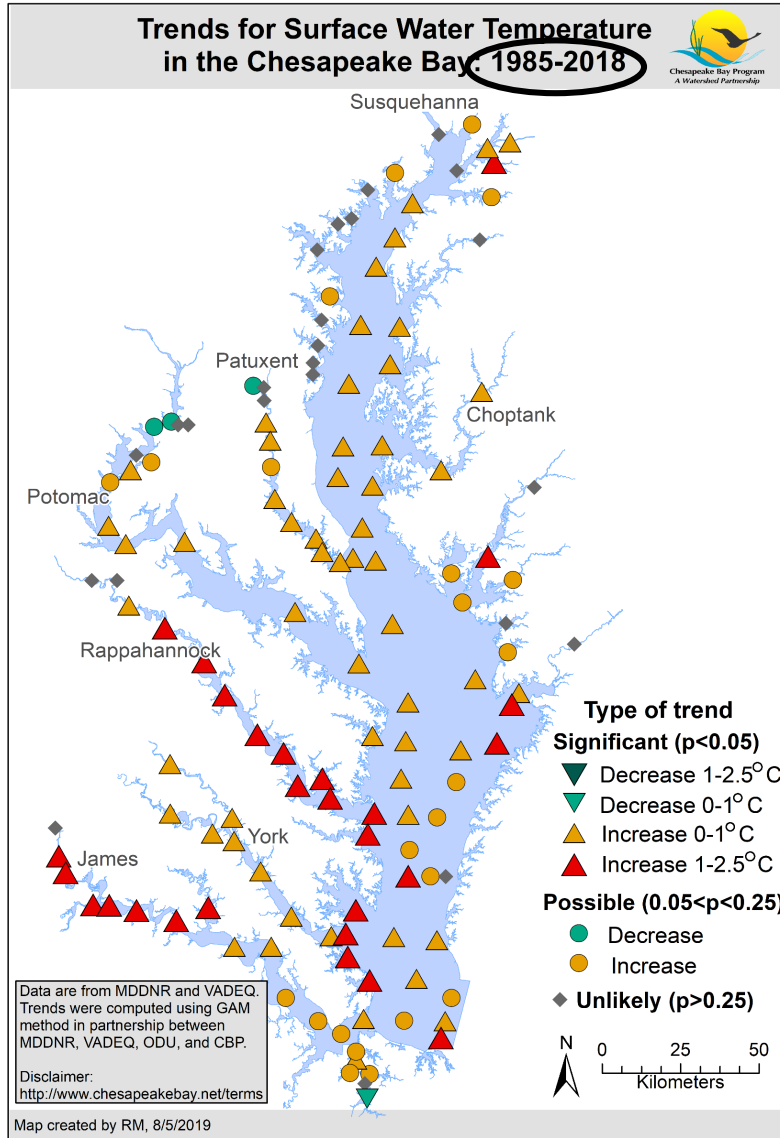 Trends for Surface Water Temperature
in the Chesapeake Bay: 1985-2018
Chesapeake Bay Program
A Watershed Partnership
Susquehanna
Patuxent
Choptank
Potomac
Rappahannock
York
James
Type of trend
Significant (p<0.05)
Decrease 1-2.5°C
Decrease 0-1°C
Increase 0-1°C
Increase 1-2.5°C
Possible (0.05<p<0.25)
Decrease
Increase
Unlikely (p>0.25)
Data are from MDDNR and VADEQ.
Trends were computed using GAM
method in partnership between
MDDNR, VADEQ, ODU, and CBP.
Disclaimer:
http://www.chesapeakebay.net/terms
N
0 25 50
Kilometers
Map created by RM, 8/5/2019